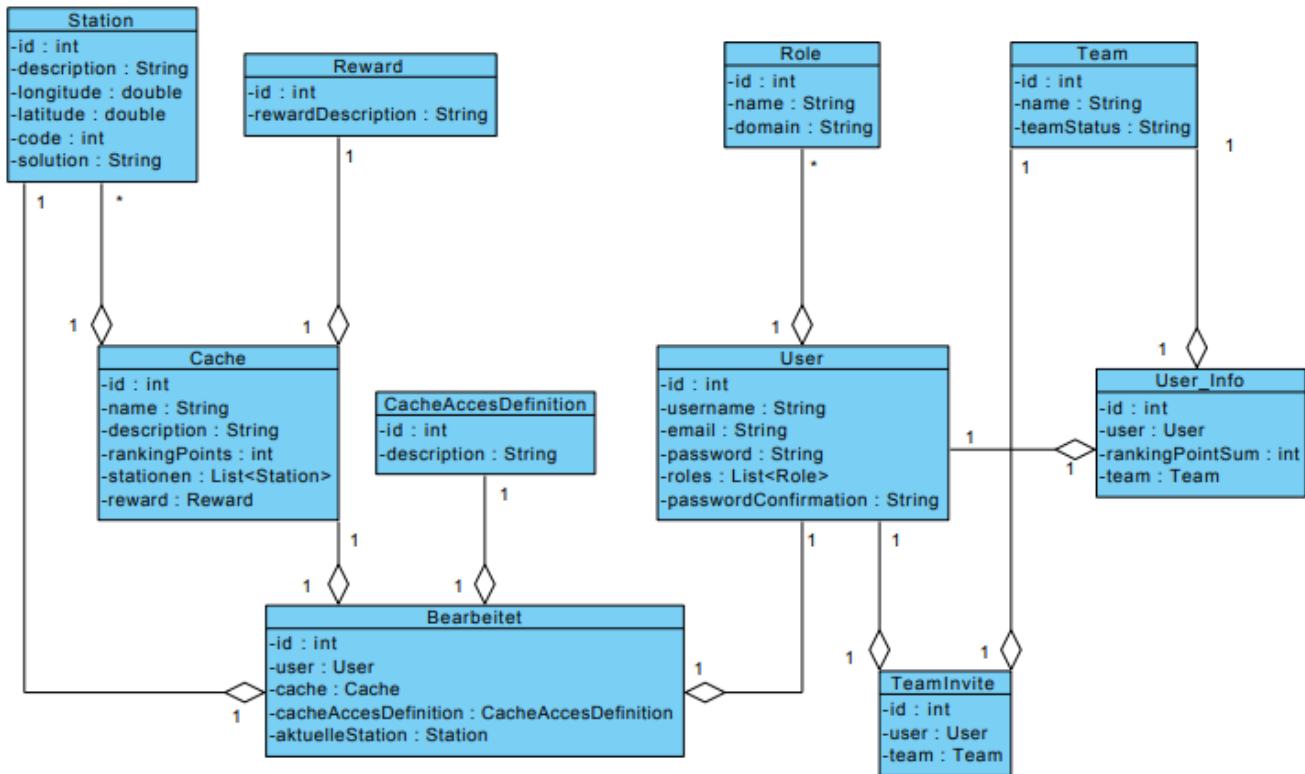 Station
-id : int
-description : String
-longitude : double
-latitude : double
-code : int
-solution : String
Reward
-id : int
-rewardDescription : String
Role
-id : int
-name : String
-domain : String
Team
-id : int
-name : String
-teamStatus : String
1
*
1
*
1
1
1
1
1
1
Cache
-id : int
-name : String
-description : String
-rankingPoints : int
-stationen : List<Station>
-reward : Reward
CacheAccesDefinition
-id : int
-description : String
User
-id : int
-username : String
-email : String
-password : String
-roles : List<Role>
-passwordConfirmation : String
User_Info
-id : int
-user : User
-rankingPointSum : int
-team : Team
1
1
1
1
1
1
1
1
1
1
1
1
1
Bearbeitet
-id : int
-user : User
-cache : Cache
-cacheAccesDefinition : CacheAccesDefinition
-aktuelleStation : Station
TeamInvite
-id : int
-user : User
-team : Team